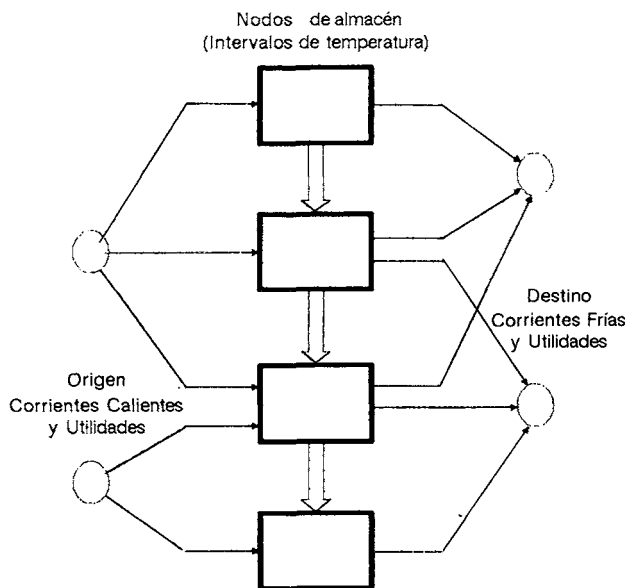 Nodos de almacén
(Intervalos de temperatura)
Destino
Corrientes Frías
y Utilidades
Origen
Corrientes Calientes
y Utilidades